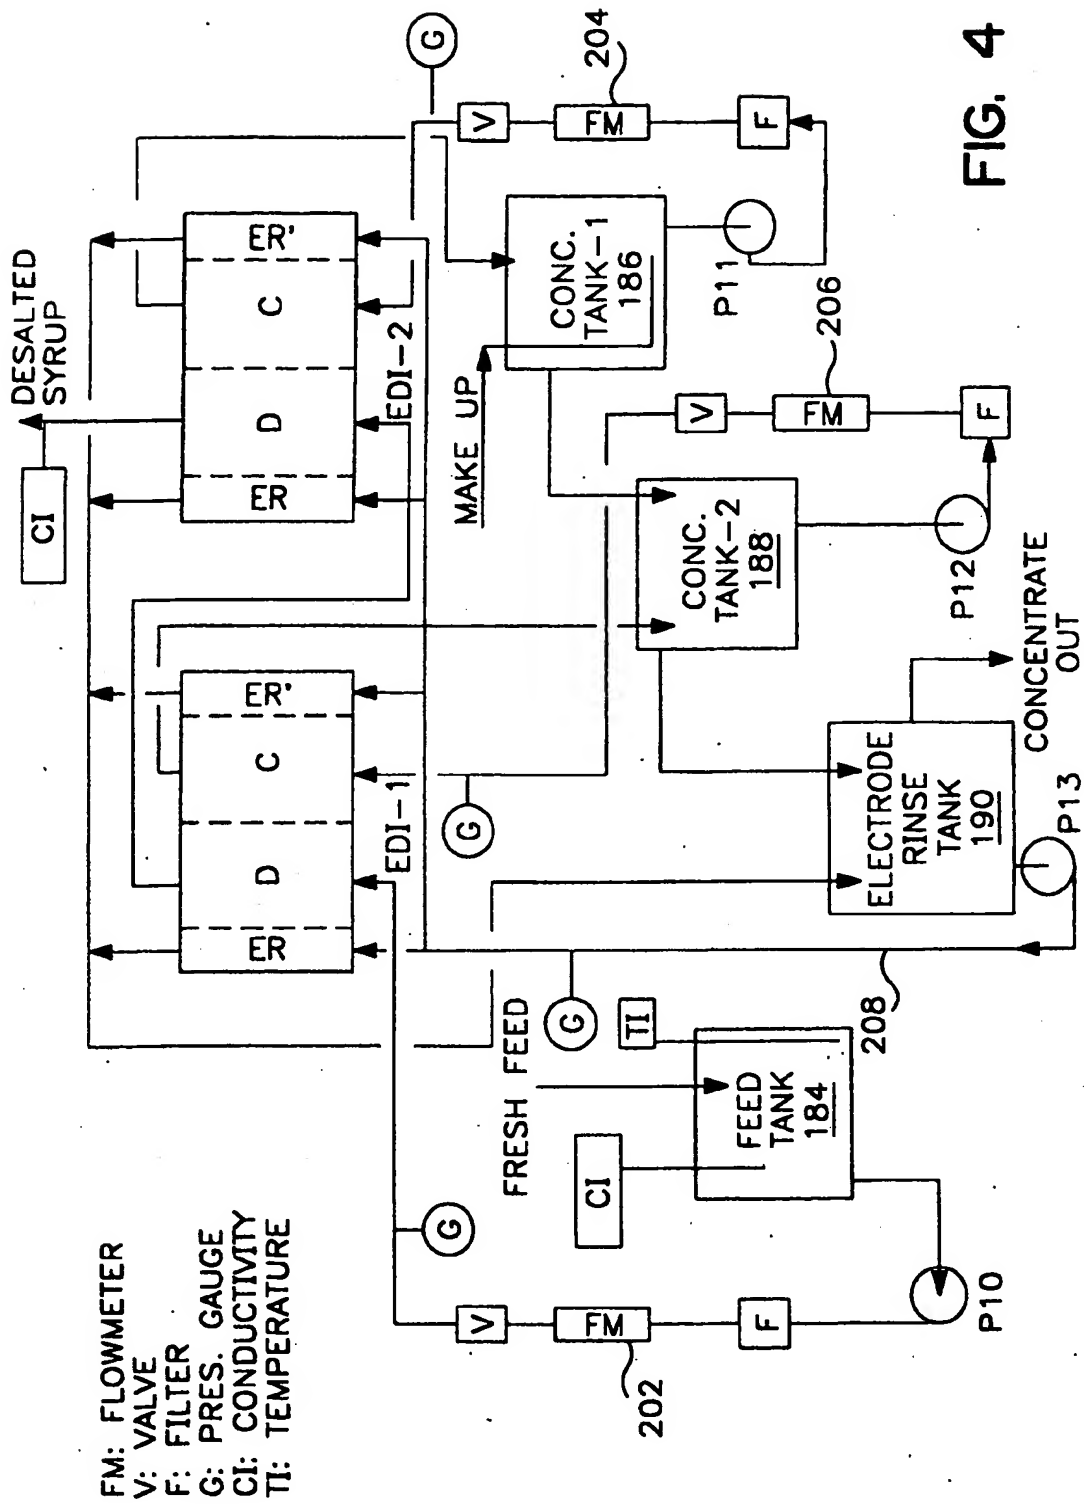 FM: FLOWMETER
V: VALVE
F: FILTER
G: PRES. GAUGE
CI: CONDUCTIVITY
TI: TEMPERATURE
CI
DESALTED
SYRUP
ER
D
C
ER'
EDI-1
ER
D
C
ER'
EDI-2
G
G
G
G
V
FM
202
F
P10
CI
FRESH FEED
TI
FEED
TANK
184
208
ELECTRODE
RINSE
TANK
190
P13
CONCENTRATE
OUT
CONC.
TANK-2
188
P12
V
FM
206
F
MAKE UP
CONC.
TANK-1
186
P11
V
FM
204
F
FIG. 4